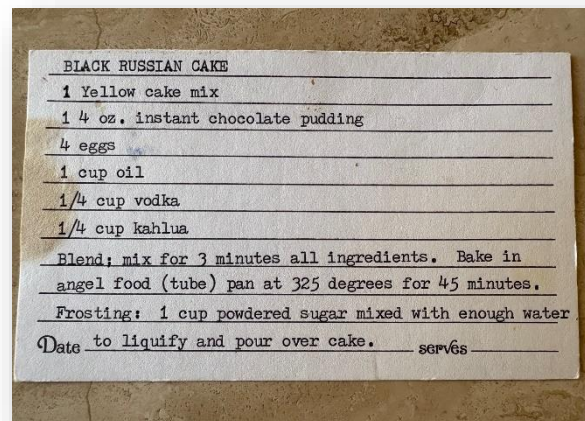 BLACK RUSSIAN CAKE
1 Yellow cake mix
1 4 oz. instant chocolate pudding
4 eggs
1 cup oil
1/4 cup vodka
1/4 cup kahlua
Blend; mix for 3 minutes all ingredients. Bake in
angel food (tube) pan at 325 degrees for 45 minutes.
Frosting: 1 cup powdered sugar mixed with enough water
Date to liquify and pour over cake. serves